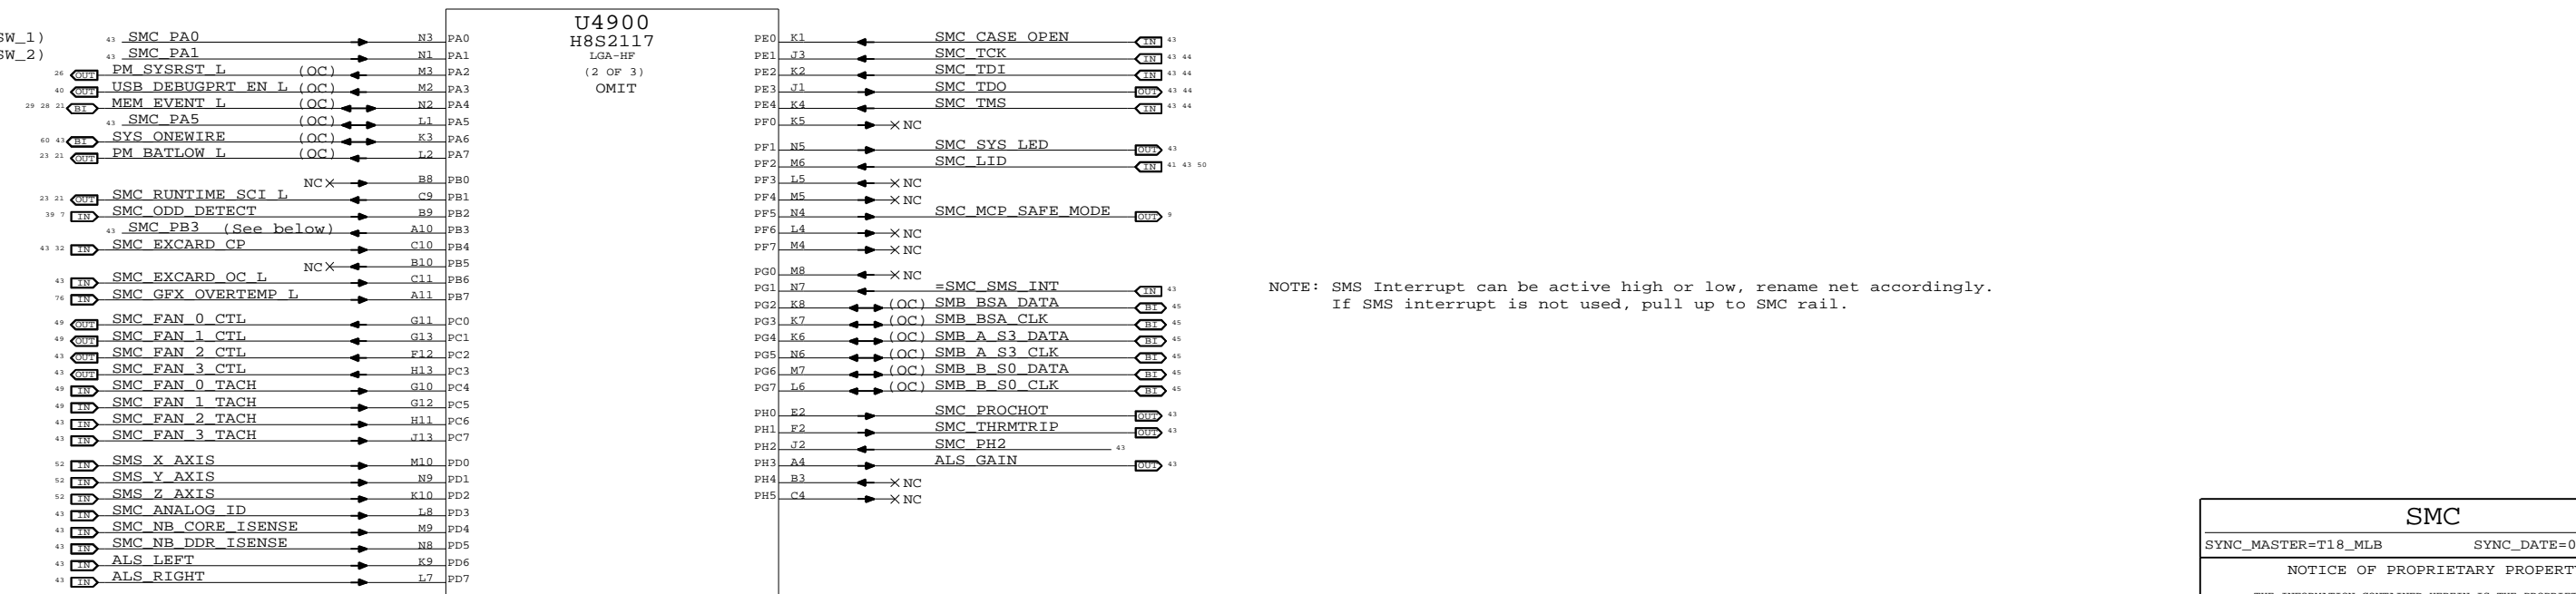 U4900
H8S2117
LGA-HF
(2 OF 3)
OMIT
SW_1)
43 SMC_PA0 N3 PA0
SW_2)
43 SMC_PA1 N1 PA1
26 OUT PM_SYSRST_L (OC) M3 PA2
40 OUT USB_DEBUGPRT_EN_L (OC) M2 PA3
29 28 21 BI MEM_EVENT_L (OC) N2 PA4
43 SMC_PA5 (OC) L1 PA5
60 43 BI SYS_ONEWIRE (OC) K3 PA6
23 21 OUT PM_BATLOW_L (OC) L2 PA7
NC B8 PB0
23 21 OUT SMC_RUNTIME_SCI_L C9 PB1
39 7 IN SMC_ODD_DETECT B9 PB2
43 SMC_PB3 (See below) A10 PB3
43 32 IN SMC_EXCARD_CP C10 PB4
NC B10 PB5
43 IN SMC_EXCARD_OC_L C11 PB6
76 IN SMC_GFX_OVERTEMP_L A11 PB7
49 OUT SMC_FAN_0_CTL G11 PC0
49 OUT SMC_FAN_1_CTL G13 PC1
43 OUT SMC_FAN_2_CTL F12 PC2
43 OUT SMC_FAN_3_CTL H13 PC3
49 IN SMC_FAN_0_TACH G10 PC4
49 IN SMC_FAN_1_TACH G12 PC5
43 IN SMC_FAN_2_TACH H11 PC6
43 IN SMC_FAN_3_TACH J13 PC7
52 IN SMS_X_AXIS M10 PD0
52 IN SMS_Y_AXIS N9 PD1
52 IN SMS_Z_AXIS K10 PD2
43 IN SMC_ANALOG_ID L8 PD3
43 IN SMC_NB_CORE_ISENSE M9 PD4
43 IN SMC_NB_DDR_ISENSE N8 PD5
43 IN ALS_LEFT K9 PD6
43 IN ALS_RIGHT L7 PD7
PE0 K1 SMC_CASE_OPEN IN 43
PE1 J3 SMC_TCK IN 43 44
PE2 K2 SMC_TDI IN 43 44
PE3 J1 SMC_TDO OUT 43 44
PE4 K4 SMC_TMS IN 43 44
PF0 K5 NC
PF1 N5 SMC_SYS_LED OUT 43
PF2 M6 SMC_LID IN 41 43 50
PF3 L5 NC
PF4 M5 NC
PF5 N4 SMC_MCP_SAFE_MODE OUT 9
PF6 L4 NC
PF7 M4 NC
PG0 M8 NC
PG1 N7 =SMC_SMS_INT IN 43
PG2 K8 (OC) SMB_BSA_DATA BI 45
PG3 K7 (OC) SMB_BSA_CLK BI 45
PG4 K6 (OC) SMB_A_S3_DATA BI 45
PG5 N6 (OC) SMB_A_S3_CLK BI 45
PG6 M7 (OC) SMB_B_S0_DATA BI 45
PG7 L6 (OC) SMB_B_S0_CLK BI 45
PH0 E2 SMC_PROCHOT OUT 43
PH1 F2 SMC_THRMTRIP OUT 43
PH2 J2 SMC_PH2 43
PH3 A4 ALS_GAIN OUT 43
PH4 B3 NC
PH5 C4 NC
NOTE: SMS Interrupt can be active high or low, rename net accordingly.
If SMS interrupt is not used, pull up to SMC rail.
SMC
SYNC_MASTER=T18_MLB SYNC_DATE=0
NOTICE OF PROPRIETARY PROPERT